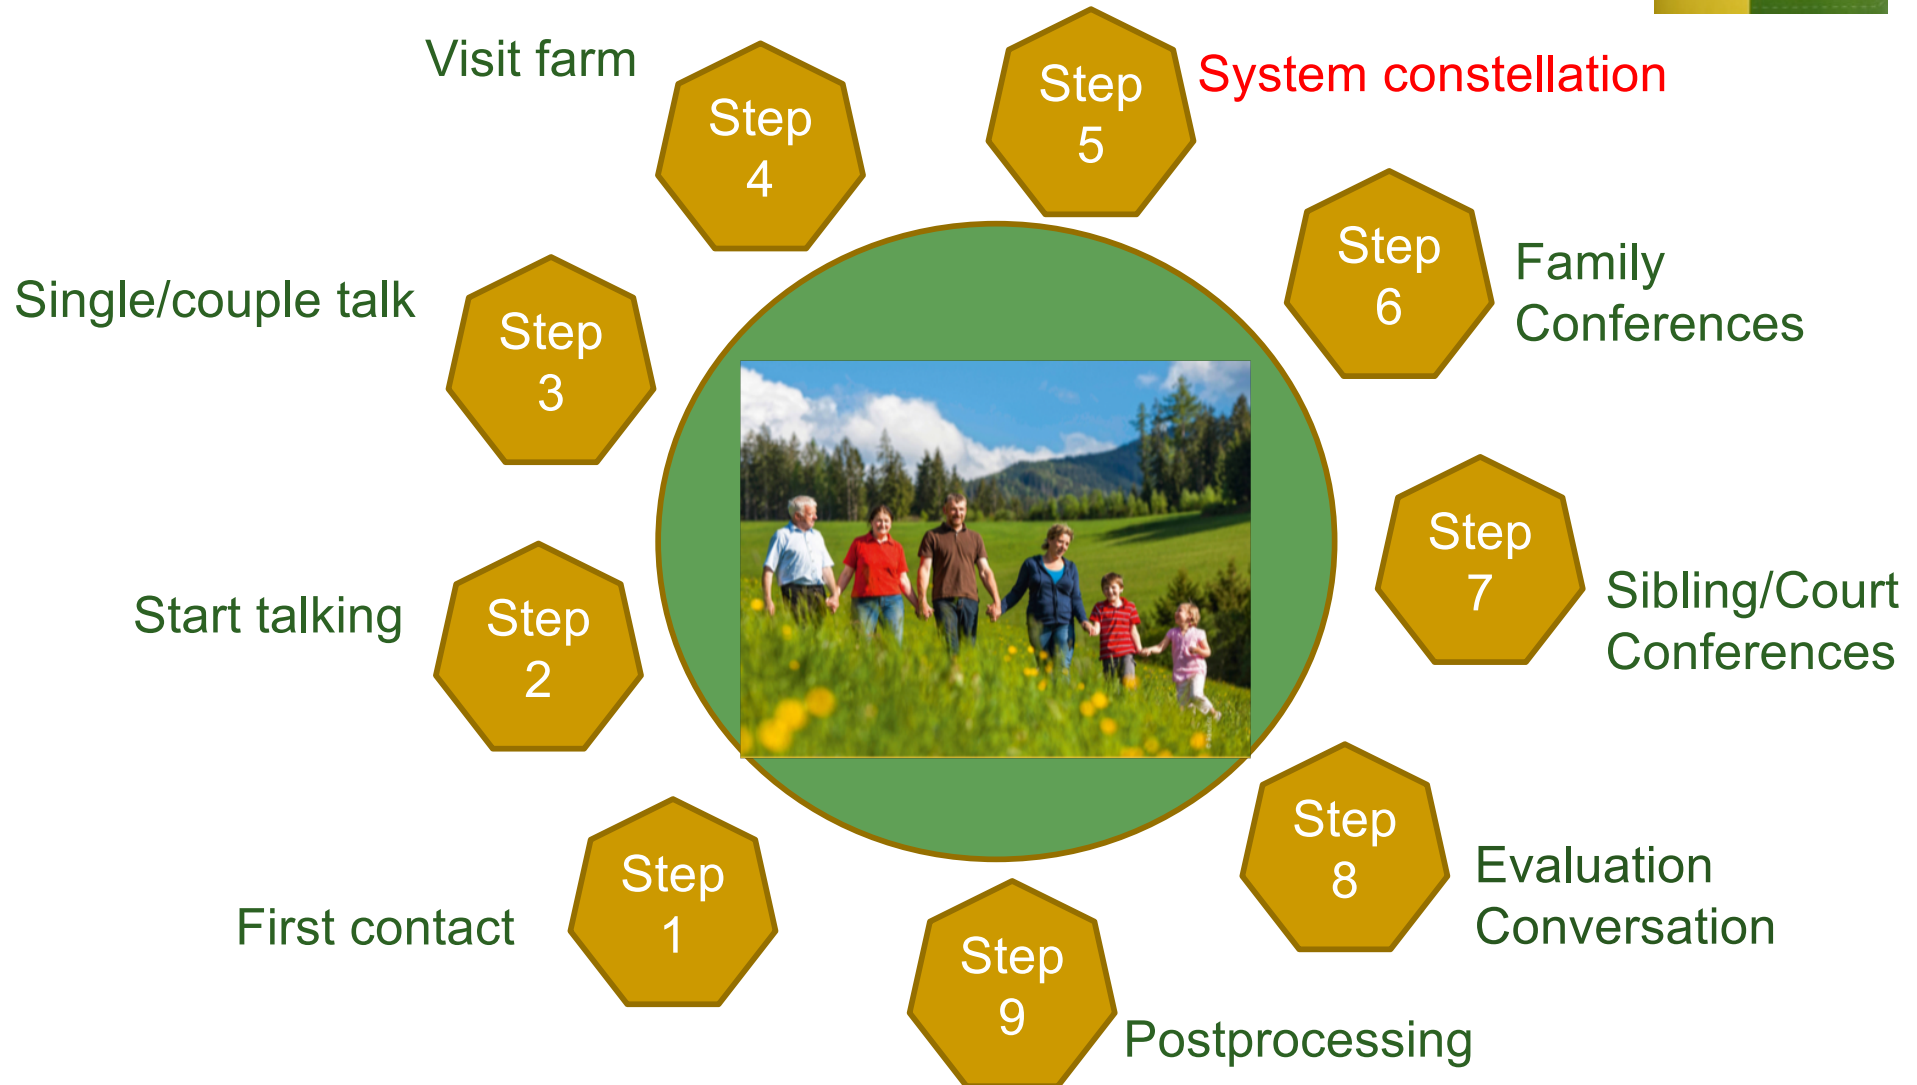 Visit farm
Step
4
Step
5
System constellation
Single/couple talk
Step
3
Step
6
Family
Conferences
Start talking
Step
2
Step
7
Sibling/Court
Conferences
First contact
Step
1
Step
8
Evaluation
Conversation
Step
9
Postprocessing